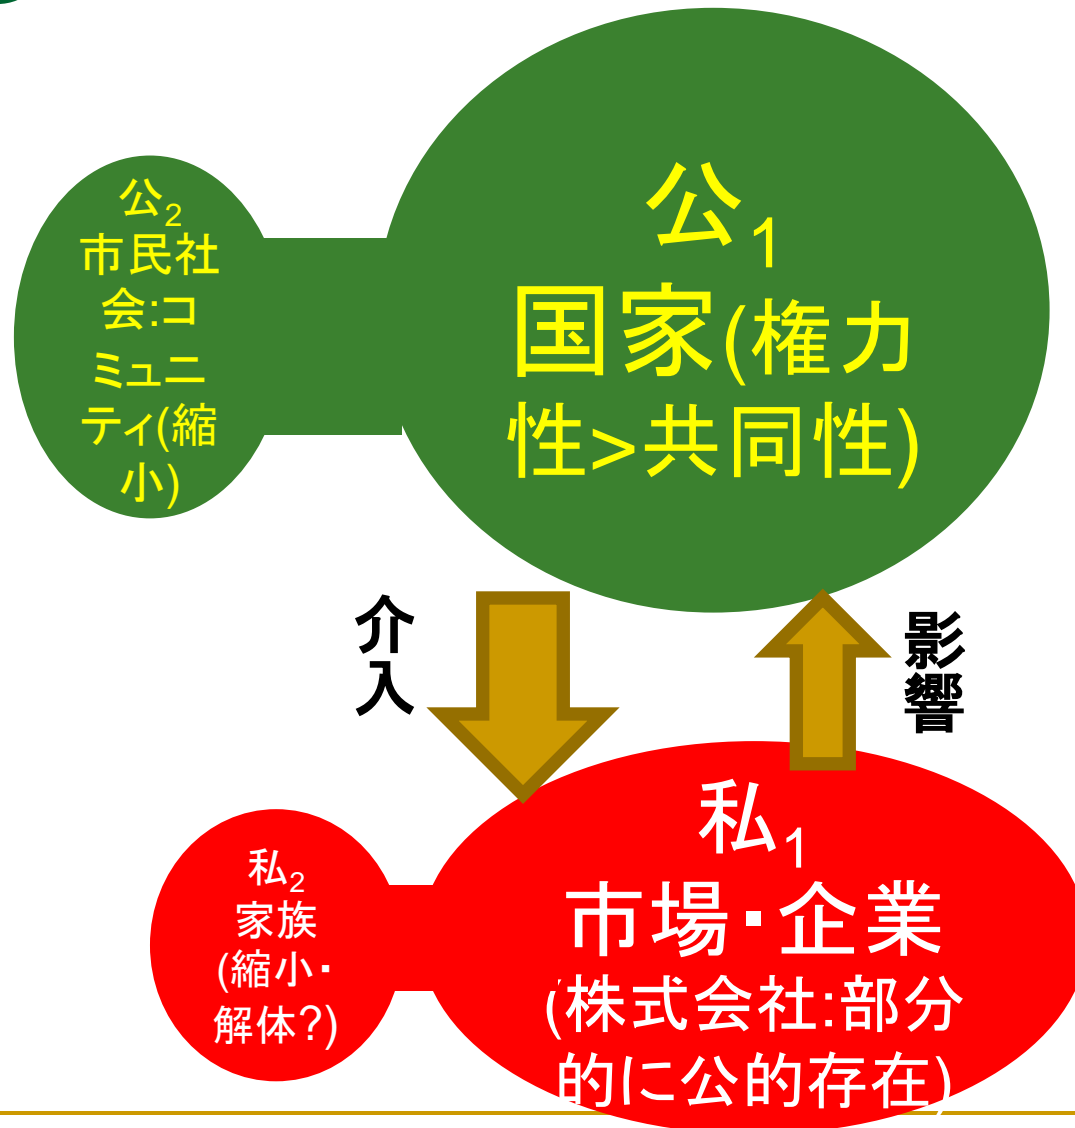 公1
国家(権力
性>共同性)
公2
市民社
会:コ
ミュニ
ティ(縮
小)
介入
影響
私1
市場・企業
(株式会社:部分
的に公的存在)
私2
家族
(縮小・
解体?)